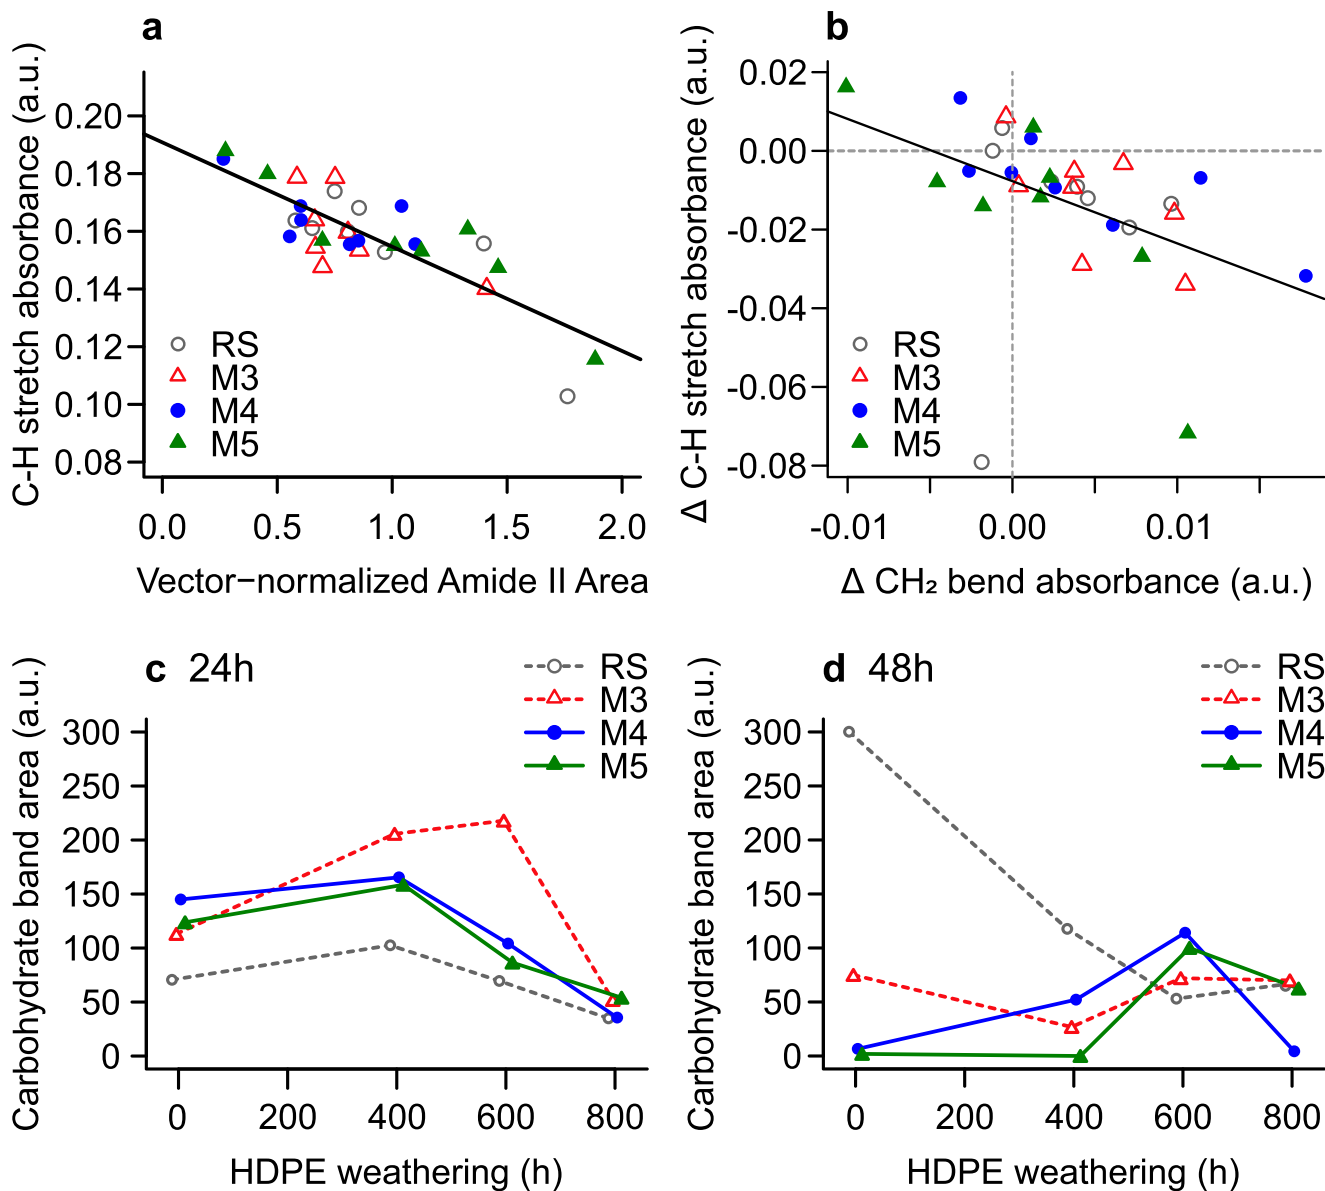 a
C-H stretch absorbance (a.u.)
0.20
0.18
0.16
0.14
0.12
0.10
0.08
RS
M3
M4
M5
0.0 0.5 1.0 1.5 2.0
Vector−normalized Amide II Area
b
Δ C-H stretch absorbance (a.u.)
0.02
0.00
-0.02
-0.04
-0.06
-0.08
RS
M3
M4
M5
-0.01 0.00 0.01
Δ CH₂ bend absorbance (a.u.)
c 24h
RS
M3
M4
M5
Carbohydrate band area (a.u.)
300
250
200
150
100
50
0
0 200 400 600 800
HDPE weathering (h)
d 48h
RS
M3
M4
M5
Carbohydrate band area (a.u.)
300
250
200
150
100
50
0
0 200 400 600 800
HDPE weathering (h)